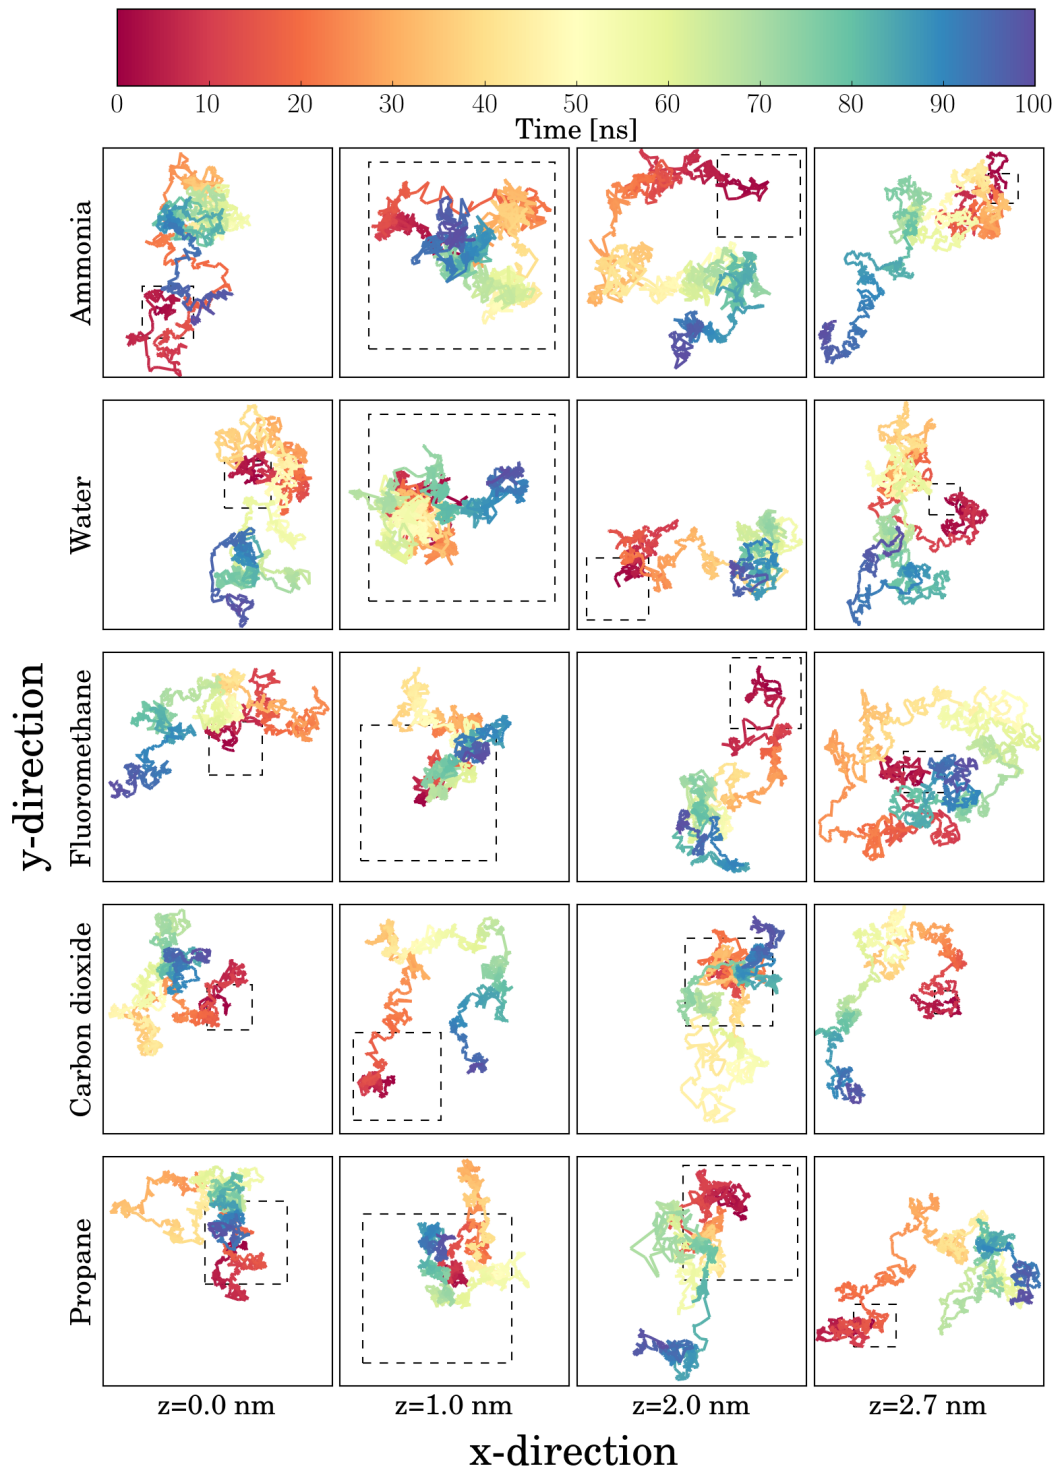 0 10 20 30 40 50 60 70 80 90 100
Time [ns]
Ammonia
Water
Fluoromethane
Carbon dioxide
Propane
y-direction
z=0.0 nm z=1.0 nm z=2.0 nm z=2.7 nm
x-direction